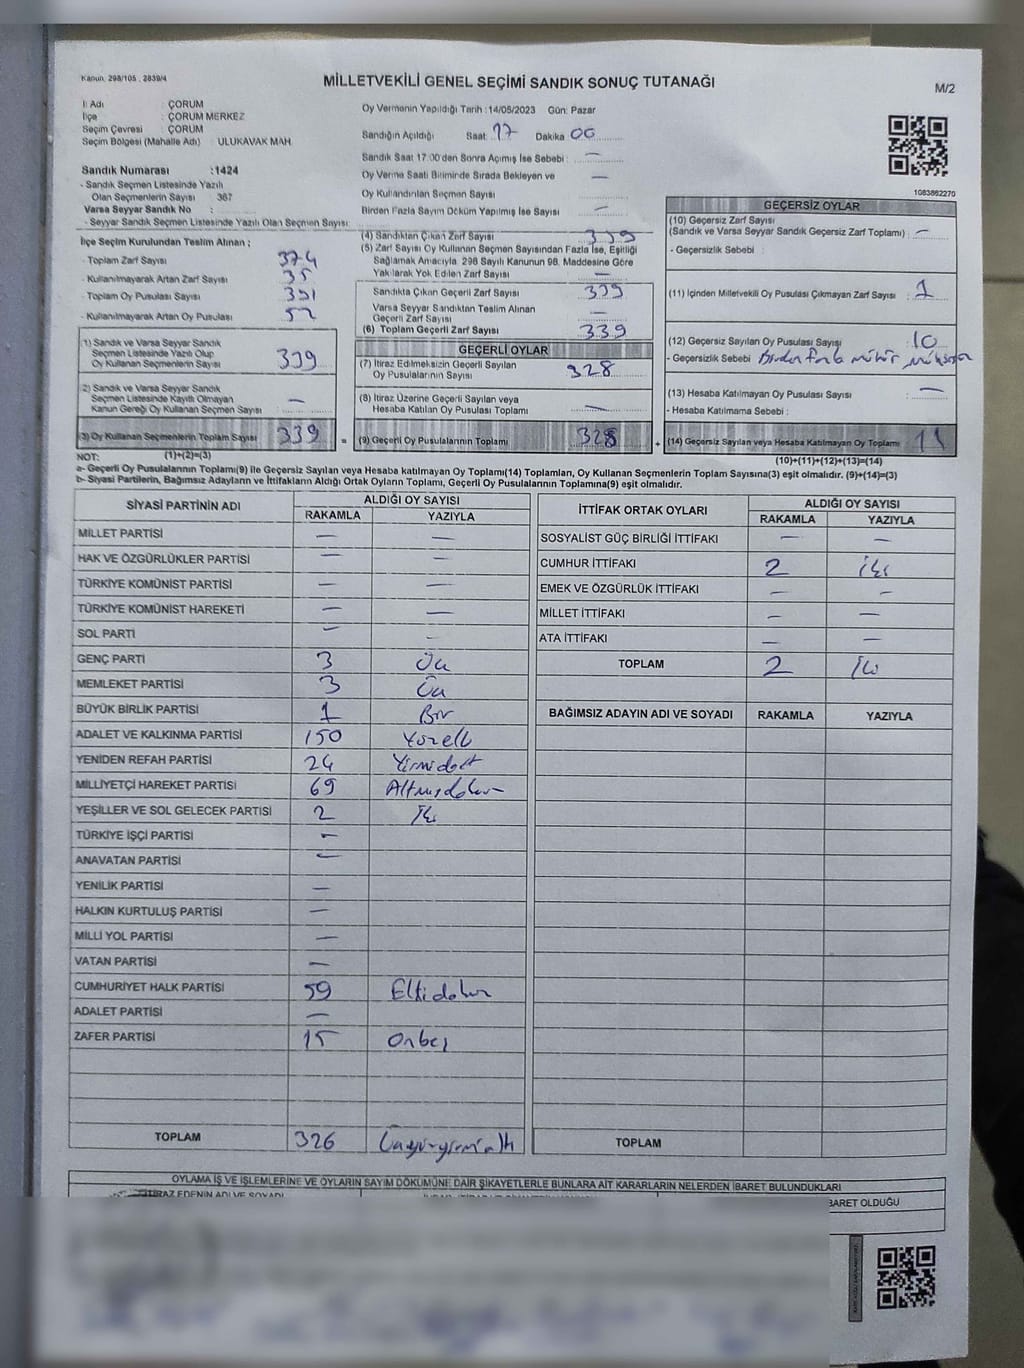 Kanun: 298/105 , 2839/4
MİLLETVEKİLİ GENEL SEÇİMİ SANDIK SONUÇ TUTANAĞI
M/2
İl Adı : ÇORUM
İlçe : ÇORUM MERKEZ
Seçim Çevresi : ÇORUM
Seçim Bölgesi (Mahalle Adı) : ULUKAVAK MAH
Sandık Numarası :1424
- Sandık Seçmen Listesinde Yazılı
Olan Seçmenlerin Sayısı : 367
Varsa Seyyar Sandık No :
- Seyyar Sandık Seçmen Listesinde Yazılı Olan Seçmen Sayısı:
İlçe Seçim Kurulundan Teslim Alınan ;
- Toplam Zarf Sayısı 374
- Kullanılmayarak Artan Zarf Sayısı : 35
- Toplam Oy Pusulası Sayısı : 391
- Kullanılmayarak Artan Oy Pusulası : 52
(1) Sandık ve Varsa Seyyar Sandık
Seçmen Listesinde Yazılı Olup
Oy Kullanan Seçmenlerin Sayısı : 339
(2) Sandık ve Varsa Seyyar Sandık
Seçmen Listesinde Kayıtlı Olmayan
Kanun Gereği Oy Kullanan Seçmen Sayısı : —
(3) Oy Kullanan Seçmenlerin Toplam Sayısı 339 =
Oy Vermenin Yapıldığı Tarih :14/05/2023 Gün: Pazar
Sandığın Açıldığı Saat: 17 Dakika 00
Sandık Saat 17:00'den Sonra Açılmış İse Sebebi : —
Oy Verme Saati Bitiminde Sırada Bekleyen ve —
Oy Kullandırılan Seçmen Sayısı
Birden Fazla Sayım Döküm Yapılmış İse Sayısı —
(4) Sandıktan Çıkan Zarf Sayısı 339
(5) Zarf Sayısı Oy Kullanan Seçmen Sayısından Fazla İse, Eşitliği
Sağlamak Amacıyla, 298 Sayılı Kanunun 98. Maddesine Göre
Yakılarak Yok Edilen Zarf Sayısı : —
Sandıkta Çıkan Geçerli Zarf Sayısı : 339
Varsa Seyyar Sandıktan Teslim Alınan
Geçerli Zarf Sayısı : —
(6) Toplam Geçerli Zarf Sayısı : 339
GEÇERLİ OYLAR
(7) İtiraz Edilmeksizin Geçerli Sayılan
Oy Pusulalarının Sayısı : 328
(8) İtiraz Üzerine Geçerli Sayılan veya
Hesaba Katılan Oy Pusulası Toplamı : —
(9) Geçerli Oy Pusulalarının Toplamı 328 +
1083862270
GEÇERSİZ OYLAR
(10) Geçersiz Zarf Sayısı
(Sandık ve Varsa Seyyar Sandık Geçersiz Zarf Toplamı) : —
- Geçersizlik Sebebi :
(11) İçinden Milletvekili Oy Pusulası Çıkmayan Zarf Sayısı : 1
(12) Geçersiz Sayılan Oy Pusulası Sayısı : 10
- Geçersizlik Sebebi : Birden fazla mühür
(13) Hesaba Katılmayan Oy Pusulası Sayısı : —
- Hesaba Katılmama Sebebi :
(14) Geçersiz Sayılan veya Hesaba Katılmayan Oy Toplamı 11
NOT: (1)+(2)=(3)
(10)+(11)+(12)+(13)=(14)
a- Geçerli Oy Pusulalarının Toplamı(9) ile Geçersiz Sayılan veya Hesaba katılmayan Oy Toplamı(14) Toplamları, Oy Kullanan Seçmenlerin Toplam Sayısına(3) eşit olmalıdır. (9)+(14)=(3)
b- Siyasi Partilerin, Bağımsız Adayların ve İttifakların Aldığı Ortak Oyların Toplamı, Geçerli Oy Pusulalarının Toplamına(9) eşit olmalıdır.
SİYASİ PARTİNİN ADI ALDIĞI OY SAYISI
RAKAMLA YAZIYLA
MİLLET PARTİSİ — —
HAK VE ÖZGÜRLÜKLER PARTİSİ — —
TÜRKİYE KOMÜNİST PARTİSİ — —
TÜRKİYE KOMÜNİST HAREKETİ — —
SOL PARTİ — —
GENÇ PARTİ 3 Üç
MEMLEKET PARTİSİ 3 Üç
BÜYÜK BİRLİK PARTİSİ 1 Bir
ADALET VE KALKINMA PARTİSİ 150 Yüzelli
YENİDEN REFAH PARTİSİ 24 Yirmidört
MİLLİYETÇİ HAREKET PARTİSİ 69 Altmışdokuz
YEŞİLLER VE SOL GELECEK PARTİSİ 2 İki
TÜRKİYE İŞÇİ PARTİSİ —
ANAVATAN PARTİSİ —
YENİLİK PARTİSİ —
HALKIN KURTULUŞ PARTİSİ —
MİLLİ YOL PARTİSİ —
VATAN PARTİSİ —
CUMHURİYET HALK PARTİSİ 59 Ellidokuz
ADALET PARTİSİ —
ZAFER PARTİSİ 15 Onbeş
TOPLAM 326 Üçyüzyirmialtı
İTTİFAK ORTAK OYLARI ALDIĞI OY SAYISI
RAKAMLA YAZIYLA
SOSYALİST GÜÇ BİRLİĞİ İTTİFAKI — —
CUMHUR İTTİFAKI 2 İki
EMEK VE ÖZGÜRLÜK İTTİFAKI — —
MİLLET İTTİFAKI — —
ATA İTTİFAKI — —
TOPLAM 2 İki
BAĞIMSIZ ADAYIN ADI VE SOYADI RAKAMLA YAZIYLA
TOPLAM
OYLAMA İŞ VE İŞLEMLERİNE VE OYLARIN SAYIM DÖKÜMÜNE DAİR ŞİKAYETLERLE BUNLARA AİT KARARLARIN NELERDEN İBARET BULUNDUKLARI
İTİRAZ EDENİN ADI VE SOYADI
İBARET OLDUĞU